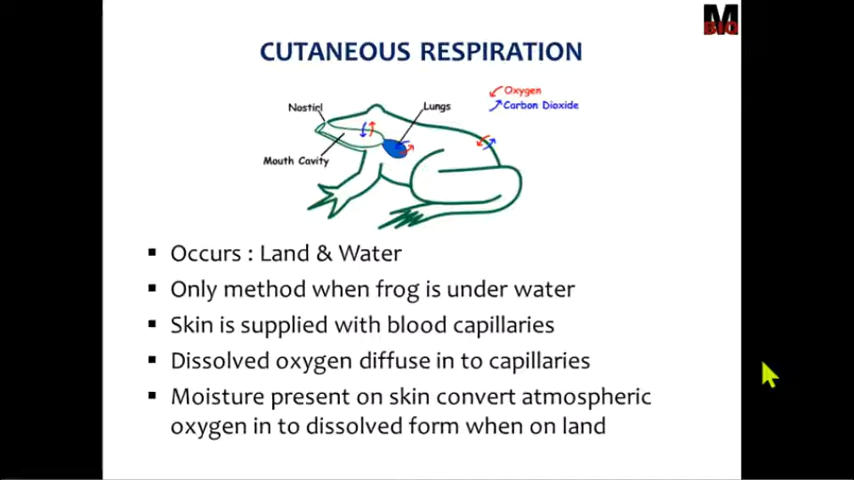 M
BIO
CUTANEOUS RESPIRATION
Oxygen
Nostirl
Lungs
Carbon Dioxide
Mouth Cavity
▪ Occurs : Land & Water
▪ Only method when frog is under water
▪ Skin is supplied with blood capillaries
▪ Dissolved oxygen diffuse in to capillaries
▪ Moisture present on skin convert atmospheric
oxygen in to dissolved form when on land